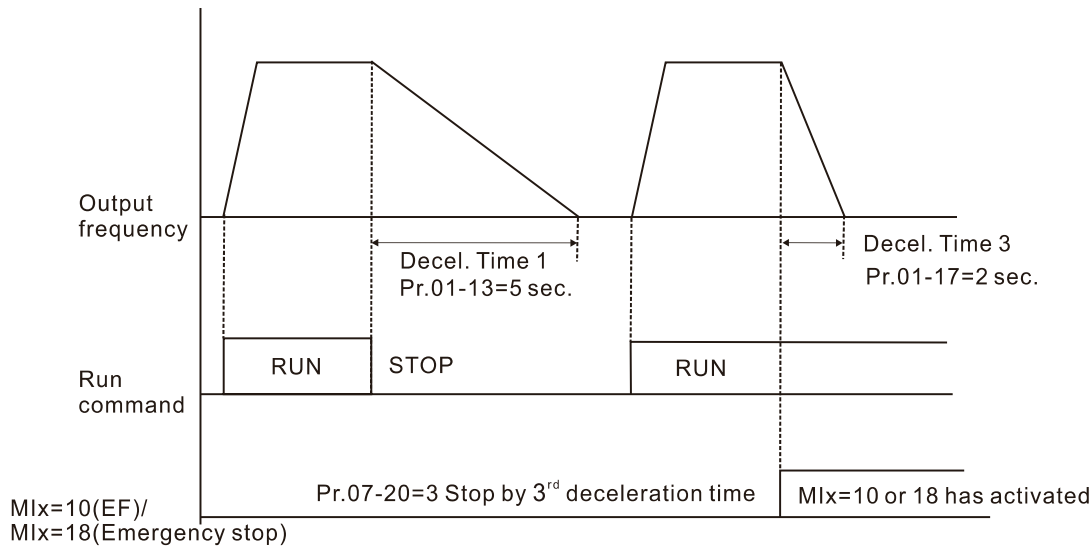 Output
frequency
Decel. Time 1
Pr.01-13=5 sec.
Decel. Time 3
Pr.01-17=2 sec.
Run
command
RUN
STOP
RUN
MIx=10(EF)/
MIx=18(Emergency stop)
Pr.07-20=3 Stop by 3rd deceleration time
MIx=10 or 18 has activated